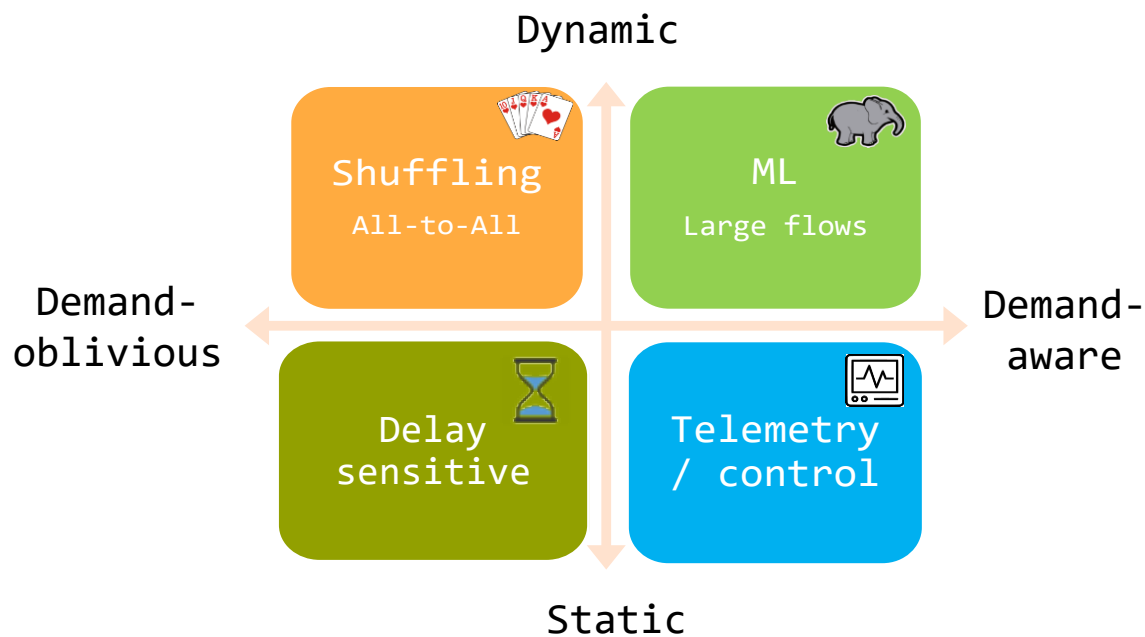 Dynamic
Shuffling
All-to-All
ML
Large flows
Demand-
oblivious
Demand-
aware
Delay
sensitive
Telemetry
/ control
Static